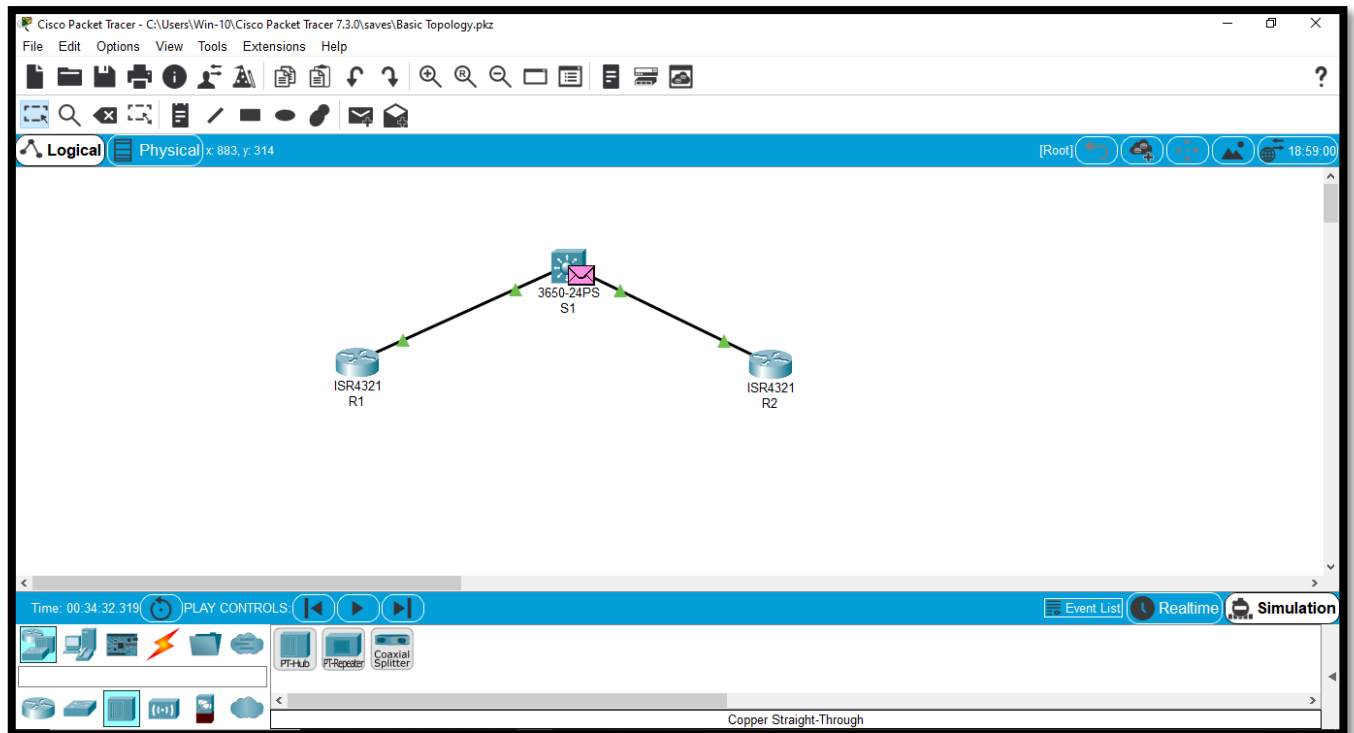 Cisco Packet Tracer - C:\Users\Win-10\Cisco Packet Tracer 7.3.0\saves\Basic Topology.pkz
File Edit Options View Tools Extensions Help
?
Logical Physical x: 883, y: 314 [Root] 18:59:00
3650-24PS
S1
ISR4321
R1
ISR4321
R2
Time: 00:34:32.319 PLAY CONTROLS: Event List Realtime Simulation
PT-Hub PT-Repeater Coaxial Splitter
Copper Straight-Through